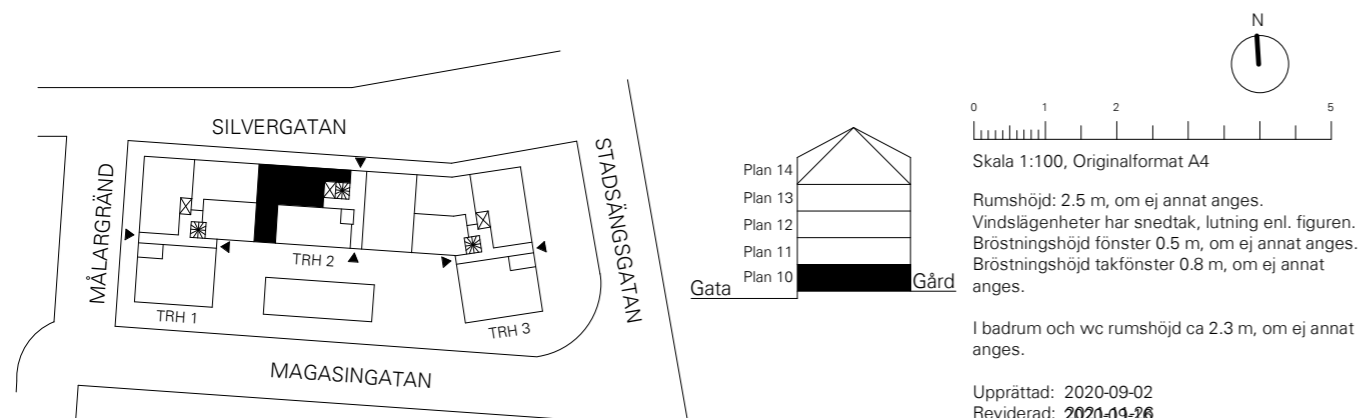 N
0 1 2 5
Skala 1:100, Originalformat A4
Rumshöjd: 2.5 m, om ej annat anges.
Vindslägenheter har snedtak, lutning enl. figuren.
Bröstningshöjd fönster 0.5 m, om ej annat anges.
Bröstningshöjd takfönster 0.8 m, om ej annat
anges.
I badrum och wc rumshöjd ca 2.3 m, om ej annat
anges.
Upprättad: 2020-09-02
Reviderad:
SILVERGATAN
MÅLARGRÄND
STADSÄNGSGATAN
TRH 2
TRH 1
TRH 3
MAGASINGATAN
Plan 14
Plan 13
Plan 12
Plan 11
Plan 10
Gata
Gård